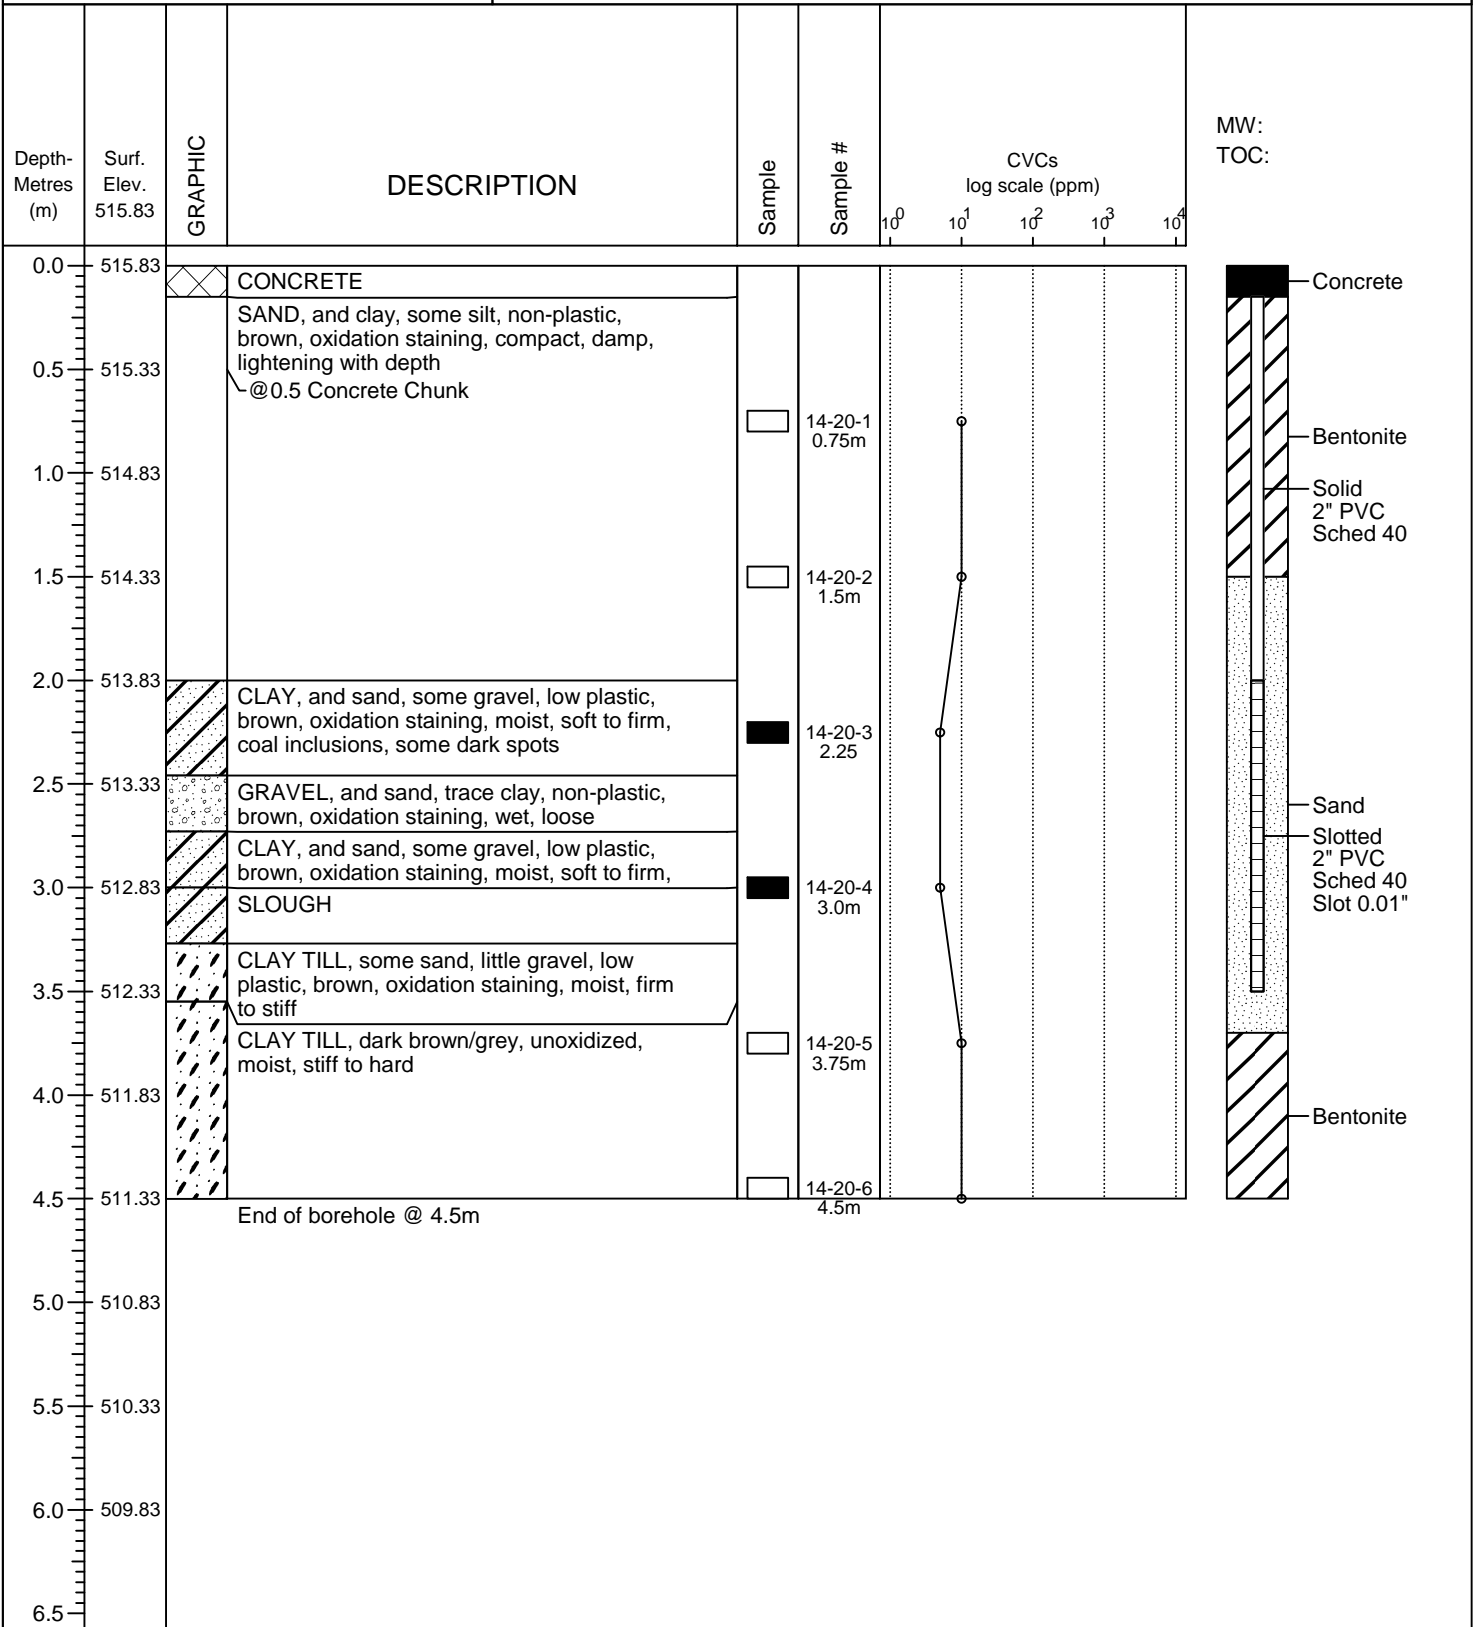 Depth-
Metres
(m)
Surf.
Elev.
515.83
GRAPHIC
DESCRIPTION
Sample
Sample #
CVCs
log scale (ppm)
10^0 10^1 10^2 10^3 10^4
MW:
TOC:
0.0 515.83
CONCRETE
Concrete
SAND, and clay, some silt, non-plastic,
brown, oxidation staining, compact, damp,
lightening with depth
0.5 515.33
@0.5 Concrete Chunk
14-20-1
0.75m
Bentonite
1.0 514.83
Solid
2" PVC
Sched 40
1.5 514.33
14-20-2
1.5m
2.0 513.83
CLAY, and sand, some gravel, low plastic,
brown, oxidation staining, moist, soft to firm,
coal inclusions, some dark spots
14-20-3
2.25
2.5 513.33
GRAVEL, and sand, trace clay, non-plastic,
brown, oxidation staining, wet, loose
Sand
Slotted
2" PVC
Sched 40
Slot 0.01"
CLAY, and sand, some gravel, low plastic,
brown, oxidation staining, moist, soft to firm,
3.0 512.83
14-20-4
3.0m
SLOUGH
CLAY TILL, some sand, little gravel, low
plastic, brown, oxidation staining, moist, firm
to stiff
3.5 512.33
CLAY TILL, dark brown/grey, unoxidized,
moist, stiff to hard
14-20-5
3.75m
4.0 511.83
Bentonite
14-20-6
4.5m
4.5 511.33
End of borehole @ 4.5m
5.0 510.83
5.5 510.33
6.0 509.83
6.5